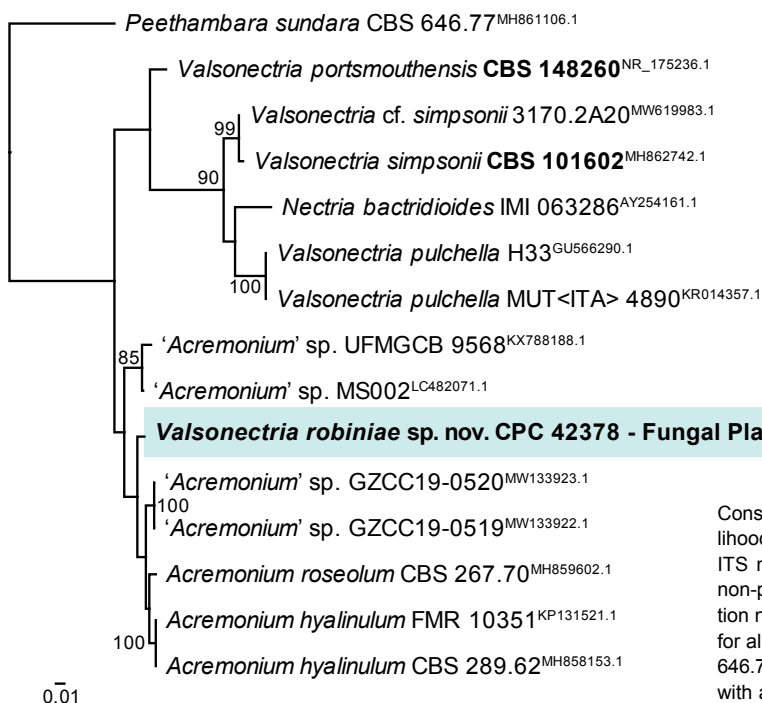 Peethambara sundara CBS 646.77MH861106.1
Valsonectria portsmouthensis CBS 148260NR_175236.1
99
Valsonectria cf. simpsonii 3170.2A20MW619983.1
Valsonectria simpsonii CBS 101602MH862742.1
90
Nectria bactridioides IMI 063286AY254161.1
Valsonectria pulchella H33GU566290.1
100
Valsonectria pulchella MUT<ITA> 4890KR014357.1
85
'Acremonium' sp. UFMGCB 9568KX788188.1
'Acremonium' sp. MS002LC482071.1
Valsonectria robiniae sp. nov. CPC 42378 - Fungal Pla
'Acremonium' sp. GZCC19-0520MW133923.1
100
'Acremonium' sp. GZCC19-0519MW133922.1
Acremonium roseolum CBS 267.70MH859602.1
Acremonium hyalinulum FMR 10351KP131521.1
100
Acremonium hyalinulum CBS 289.62MH858153.1
0.01
Cons
lihood
ITS r
non-p
tion n
for al
646.7
with a